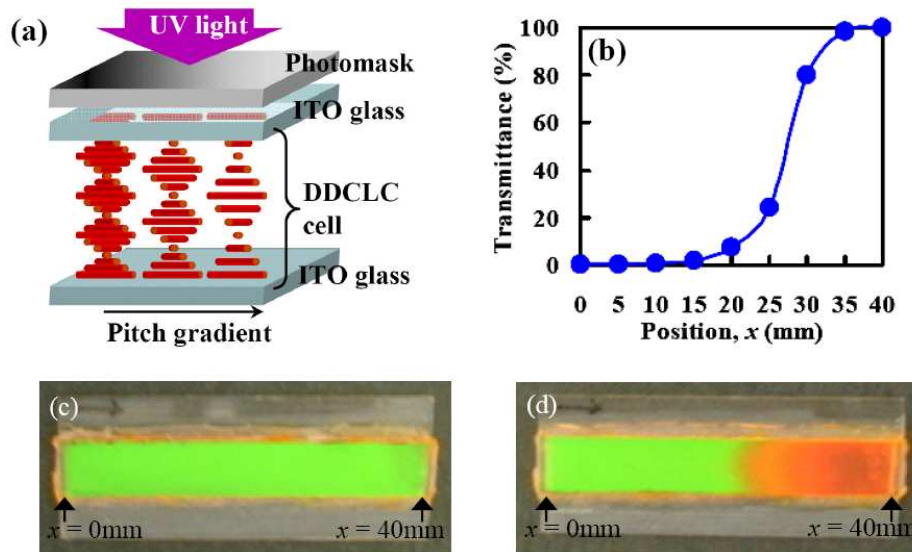 (a)
UV light
Photomask
ITO glass
DDCLC
cell
ITO glass
Pitch gradient
(b)
Transmittance (%)
100
80
60
40
20
0
0 5 10 15 20 25 30 35 40
Position, x (mm)
(c)
x = 0mm
x = 40mm
(d)
x = 0mm
x = 40mm